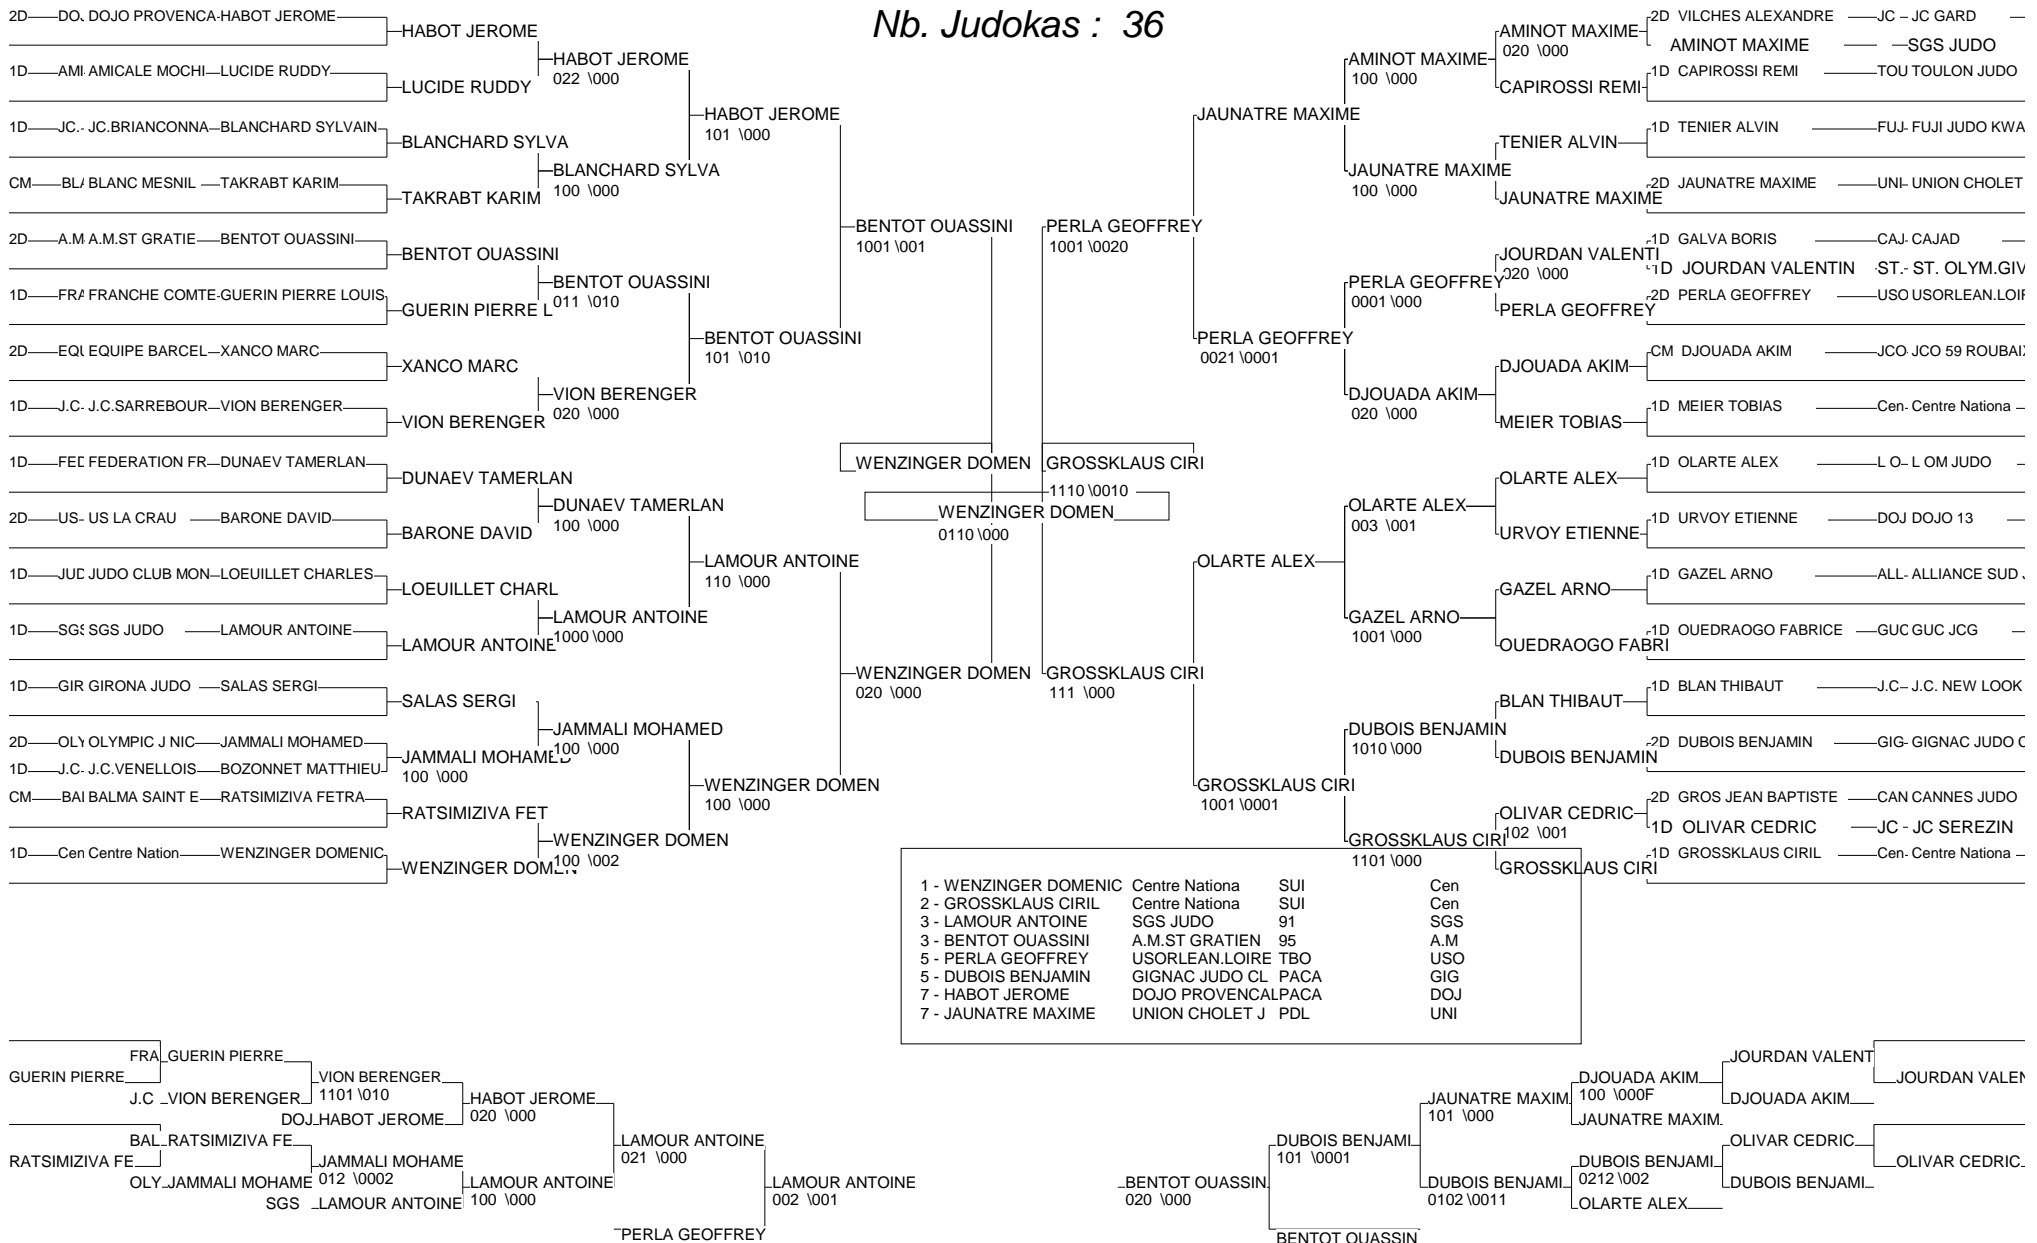 Nb. Judokas : 36
2D DO. DOJO PROVENCA HABOT JEROME
1D AMI AMICALE MOCHI LUCIDE RUDDY
1D JC. JC.BRIANCONNA BLANCHARD SYLVAIN
CM BLANC MESNIL TAKRABT KARIM
2D A.M A.M.ST GRATIE BENTOT OUASSINI
1D FRA FRANCHE COMTE GUERIN PIERRE LOUIS
2D EQUIPE BARCEL XANCO MARC
1D J.C J.C.SARREBOUR VION BERENGER
1D FEDERATION FR DUNAEV TAMERLAN
2D US US LA CRAU BARONE DAVID
1D JUDO CLUB MON LOEUILLET CHARLES
1D SGS SGS JUDO LAMOUR ANTOINE
1D GIR GIRONA JUDO SALAS SERGI
2D OLY OLYMPIC J NIC JAMMALI MOHAMED
1D J.C J.C.VENELLOIS BOZONNET MATTHIEU
CM BALMA SAINT E RATSIMIZIVA FETRA
1D Cen Centre Nation WENZINGER DOMENIC
HABOT JEROME
LUCIDE RUDDY
BLANCHARD SYLVA
TAKRABT KARIM
BENTOT OUASSINI
GUERIN PIERRE L
XANCO MARC
VION BERENGER
DUNAEV TAMERLAN
BARONE DAVID
LOEUILLET CHARL
LAMOUR ANTOINE
SALAS SERGI
JAMMALI MOHAMED
100 \000
RATSIMIZIVA FET
WENZINGER DOMEN
HABOT JEROME
022 \000
BLANCHARD SYLVA
100 \000
BENTOT OUASSINI
011 \010
VION BERENGER
020 \000
DUNAEV TAMERLAN
100 \000
LAMOUR ANTOINE
1000 \000
JAMMALI MOHAMED
100 \000
WENZINGER DOMEN
100 \002
HABOT JEROME
101 \000
BENTOT OUASSINI
101 \010
LAMOUR ANTOINE
110 \000
WENZINGER DOMEN
100 \000
BENTOT OUASSINI
1001 \001
WENZINGER DOMEN
020 \000
WENZINGER DOMEN
GROSSKLAUS CIRI
1110 \0010
WENZINGER DOMEN
0110 \000
PERLA GEOFFREY
1001 \0020
GROSSKLAUS CIRI
111 \000
JAUNATRE MAXIME
PERLA GEOFFREY
0021 \0001
OLARTE ALEX
GROSSKLAUS CIRI
1001 \0001
AMINOT MAXIME
100 \000
JAUNATRE MAXIME
100 \000
PERLA GEOFFREY
0001 \000
DJOUADA AKIM
020 \000
OLARTE ALEX
003 \001
GAZEL ARNO
1001 \000
DUBOIS BENJAMIN
1010 \000
GROSSKLAUS CIRI
1101 \000
AMINOT MAXIME
020 \000
CAPIROSSI REMI
TENIER ALVIN
JAUNATRE MAXIME
JOURDAN VALENTI
020 \000
PERLA GEOFFREY
DJOUADA AKIM
MEIER TOBIAS
OLARTE ALEX
URVOY ETIENNE
GAZEL ARNO
OUEDRAOGO FABRI
BLAN THIBAUT
DUBOIS BENJAMIN
OLIVAR CEDRIC
102 \001
GROSSKLAUS CIRI
2D VILCHES ALEXANDRE JC JC GARD
AMINOT MAXIME SGS JUDO
1D CAPIROSSI REMI TOU TOULON JUDO
1D TENIER ALVIN FUJ FUJI JUDO KWA
2D JAUNATRE MAXIME UNI UNION CHOLET
1D GALVA BORIS CAJ CAJAD
1D JOURDAN VALENTIN ST. ST. OLYM.GIV
2D PERLA GEOFFREY USO USORLEAN.LOIR
CM DJOUADA AKIM JCO JCO 59 ROUBAIX
1D MEIER TOBIAS Cen Centre Nationa
1D OLARTE ALEX L O L OM JUDO
1D URVOY ETIENNE DOJ DOJO 13
1D GAZEL ARNO ALL ALLIANCE SUD J
1D OUEDRAOGO FABRICE GUC GUC JCG
1D BLAN THIBAUT J.C J.C. NEW LOOK
2D DUBOIS BENJAMIN GIG GIGNAC JUDO C
2D GROS JEAN BAPTISTE CAN CANNES JUDO
1D OLIVAR CEDRIC JC JC SEREZIN
1D GROSSKLAUS CIRIL Cen Centre Nationa
1 - WENZINGER DOMENIC Centre Nationa SUI Cen
2 - GROSSKLAUS CIRIL Centre Nationa SUI Cen
3 - LAMOUR ANTOINE SGS JUDO 91 SGS
3 - BENTOT OUASSINI A.M.ST GRATIEN 95 A.M
5 - PERLA GEOFFREY USORLEAN.LOIRE TBO USO
5 - DUBOIS BENJAMIN GIGNAC JUDO CL PACA GIG
7 - HABOT JEROME DOJO PROVENCAL PACA DOJ
7 - JAUNATRE MAXIME UNION CHOLET J PDL UNI
GUERIN PIERRE
FRA GUERIN PIERRE
J.C VION BERENGER
VION BERENGER
1101 \010
DOJ HABOT JEROME
HABOT JEROME
020 \000
RATSIMIZIVA FE
BAL RATSIMIZIVA FE
OLY JAMMALI MOHAME
JAMMALI MOHAME
012 \0002
SGS LAMOUR ANTOINE
LAMOUR ANTOINE
100 \000
LAMOUR ANTOINE
021 \000
PERLA GEOFFREY
LAMOUR ANTOINE
002 \001
BENTOT OUASSIN
020 \000
DUBOIS BENJAMI
101 \0001
BENTOT OUASSIN
JAUNATRE MAXIM
101 \000
DUBOIS BENJAMI
0102 \0011
DJOUADA AKIM
100 \000F
JAUNATRE MAXIM
DUBOIS BENJAMI
0212 \002
OLARTE ALEX
JOURDAN VALENT
DJOUADA AKIM
OLIVAR CEDRIC
DUBOIS BENJAMI
JOURDAN VALEN
OLIVAR CEDRIC